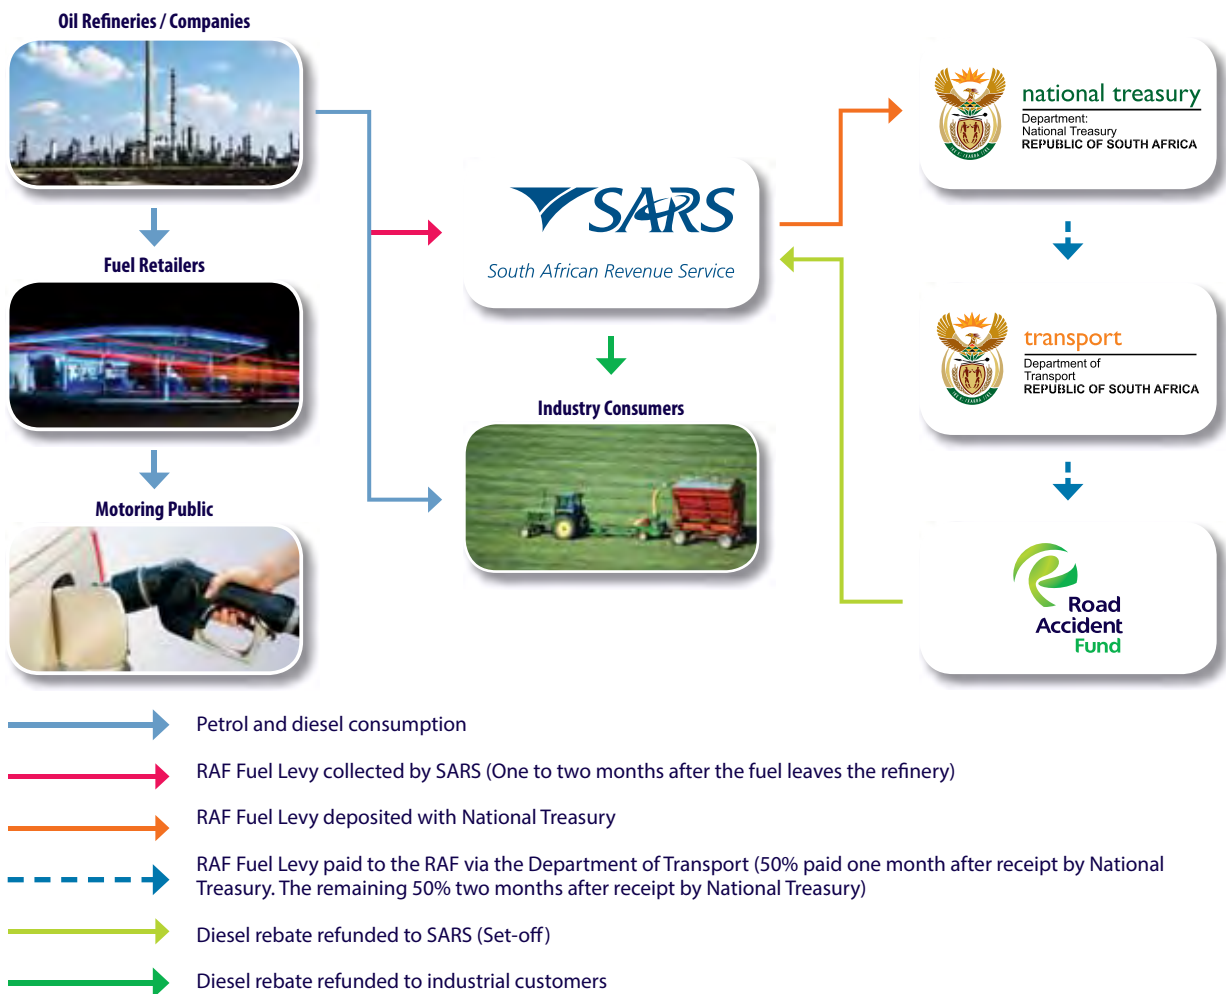 Oil Refineries / Companies
national treasury
Department:
National Treasury
REPUBLIC OF SOUTH AFRICA
SARS
South African Revenue Service
Fuel Retailers
transport
Department of
Transport
REPUBLIC OF SOUTH AFRICA
Industry Consumers
Motoring Public
Road
Accident
Fund
Petrol and diesel consumption
RAF Fuel Levy collected by SARS (One to two months after the fuel leaves the refinery)
RAF Fuel Levy deposited with National Treasury
RAF Fuel Levy paid to the RAF via the Department of Transport (50% paid one month after receipt by National
Treasury. The remaining 50% two months after receipt by National Treasury)
Diesel rebate refunded to SARS (Set-off)
Diesel rebate refunded to industrial customers